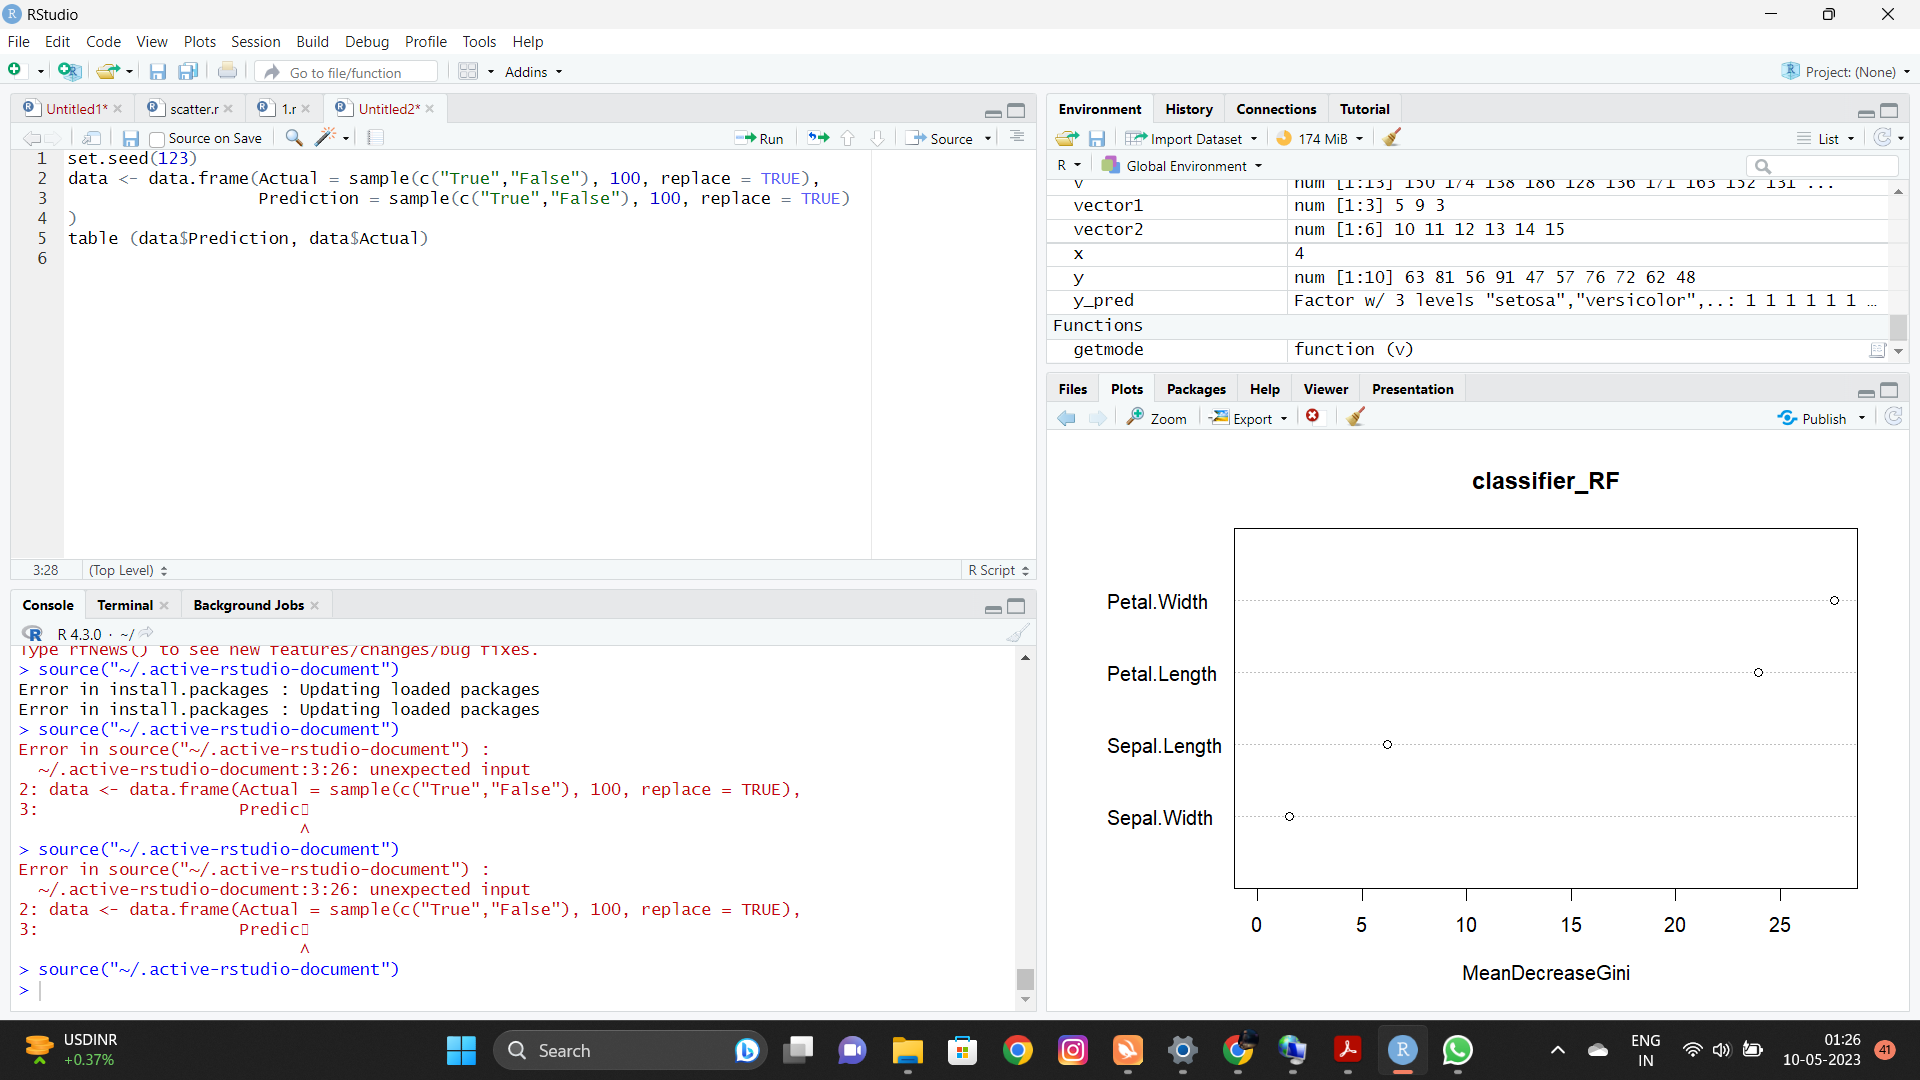 RStudio
File Edit Code View Plots Session Build Debug Profile Tools Help
Go to file/function Addins Project: (None)
Untitled1* scatter.r 1.r Untitled2*
Source on Save Run Source
1 set.seed(123)
2 data <- data.frame(Actual = sample(c("True","False"), 100, replace = TRUE),
3 Prediction = sample(c("True","False"), 100, replace = TRUE)
4 )
5 table (data$Prediction, data$Actual)
6
3:28 (Top Level) R Script
Console Terminal Background Jobs
R 4.3.0 · ~/
Type rfNews() to see new features/changes/bug fixes.
> source("~/.active-rstudio-document")
Error in install.packages : Updating loaded packages
Error in install.packages : Updating loaded packages
> source("~/.active-rstudio-document")
Error in source("~/.active-rstudio-document") :
~/.active-rstudio-document:3:26: unexpected input
2: data <- data.frame(Actual = sample(c("True","False"), 100, replace = TRUE),
3: Predic
^
> source("~/.active-rstudio-document")
Error in source("~/.active-rstudio-document") :
~/.active-rstudio-document:3:26: unexpected input
2: data <- data.frame(Actual = sample(c("True","False"), 100, replace = TRUE),
3: Predic
^
> source("~/.active-rstudio-document")
>
Environment History Connections Tutorial
Import Dataset 174 MiB List
R Global Environment
v num [1:13] 150 174 138 186 128 136 171 163 152 131 ...
vector1 num [1:3] 5 9 3
vector2 num [1:6] 10 11 12 13 14 15
x 4
y num [1:10] 63 81 56 91 47 57 76 72 62 48
y_pred Factor w/ 3 levels "setosa","versicolor",..: 1 1 1 1 1 1 …
Functions
getmode function (v)
Files Plots Packages Help Viewer Presentation
Zoom Export Publish
classifier_RF
Petal.Width
Petal.Length
Sepal.Length
Sepal.Width
0 5 10 15 20 25
MeanDecreaseGini
USDINR
+0.37%
Search
ENG
IN
01:26
10-05-2023
41